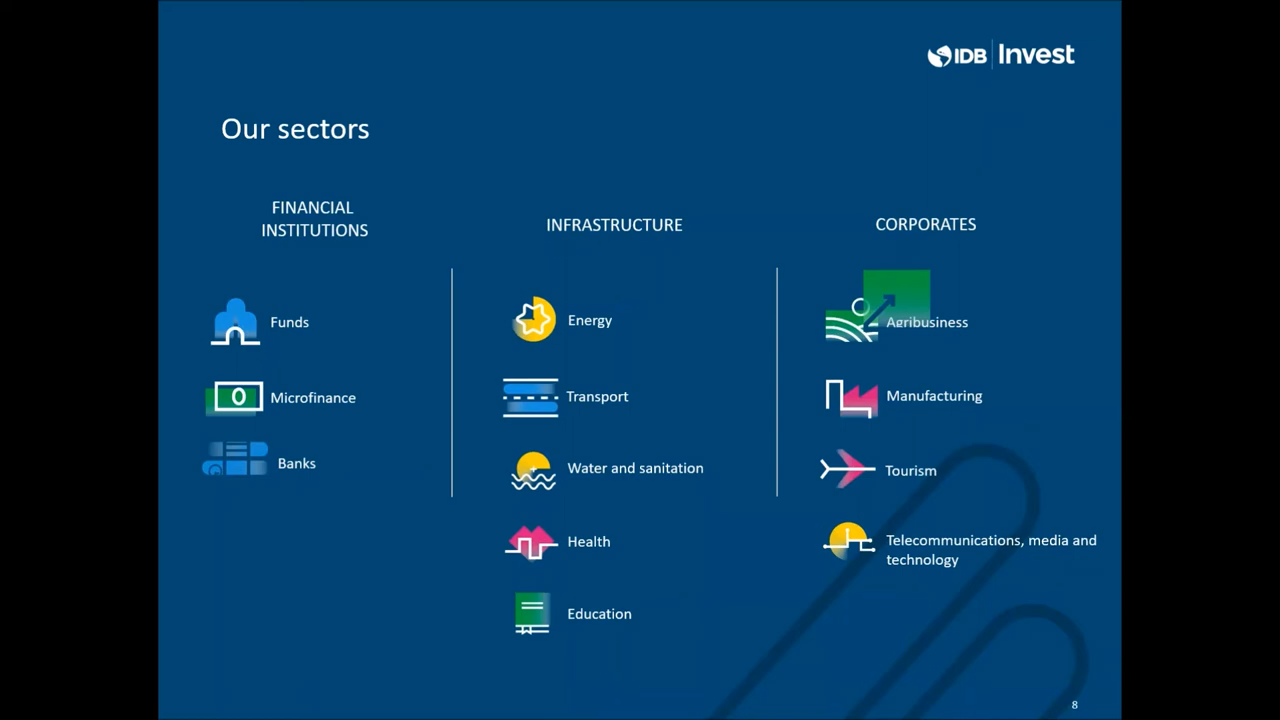 IDB | Invest
Our sectors
FINANCIAL
INSTITUTIONS
Funds
Microfinance
Banks
INFRASTRUCTURE
Energy
Transport
Water and sanitation
Health
Education
CORPORATES
Agribusiness
Manufacturing
Tourism
Telecommunications, media and
technology
8